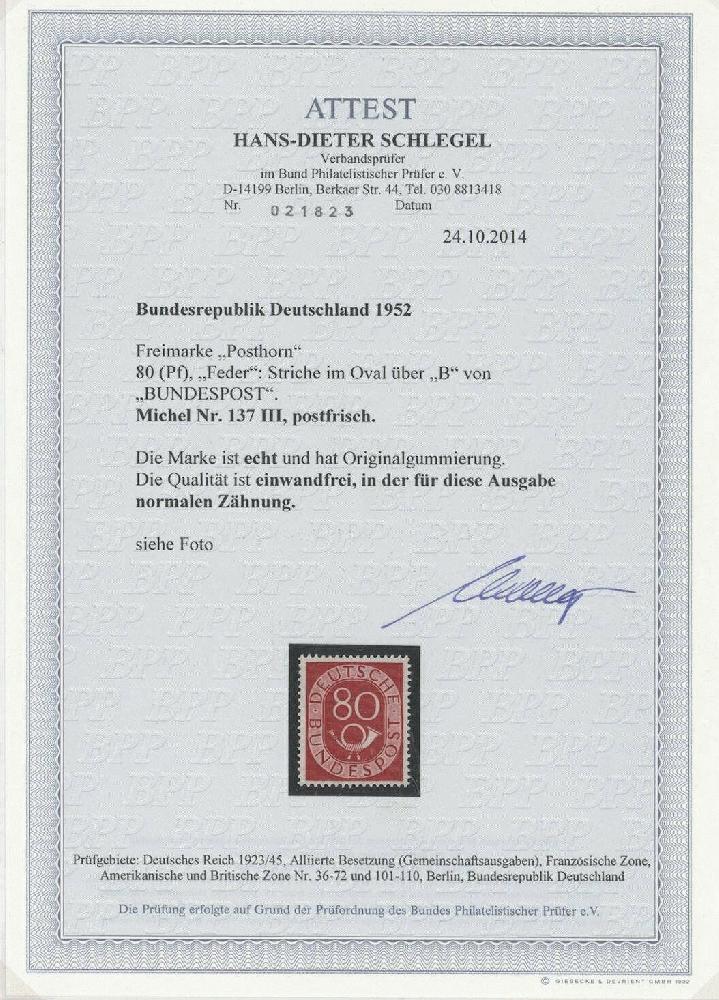 ATTEST
HANS-DIETER SCHLEGEL
Verbandsprüfer
im Bund Philatelistischer Prüfer e. V.
D-14199 Berlin, Berkaer Str. 44, Tel. 030 8813418
Nr. 021823 Datum
24.10.2014
Bundesrepublik Deutschland 1952
Freimarke „Posthorn“
80 (Pf), „Feder“: Striche im Oval über „B“ von
„BUNDESPOST“.
Michel Nr. 137 III, postfrisch.
Die Marke ist echt und hat Originalgummierung.
Die Qualität ist einwandfrei, in der für diese Ausgabe
normalen Zähnung.
siehe Foto
DEUTSCHE
80
BUNDESPOST
Prüfgebiete: Deutsches Reich 1923/45, Alliierte Besetzung (Gemeinschaftsausgaben), Französische Zone,
Amerikanische und Britische Zone Nr. 36-72 und 101-110, Berlin, Bundesrepublik Deutschland
Die Prüfung erfolgte auf Grund der Prüfordnung des Bundes Philatelistischer Prüfer e.V.
© GIESECKE & DEVRIENT GMBH 1992